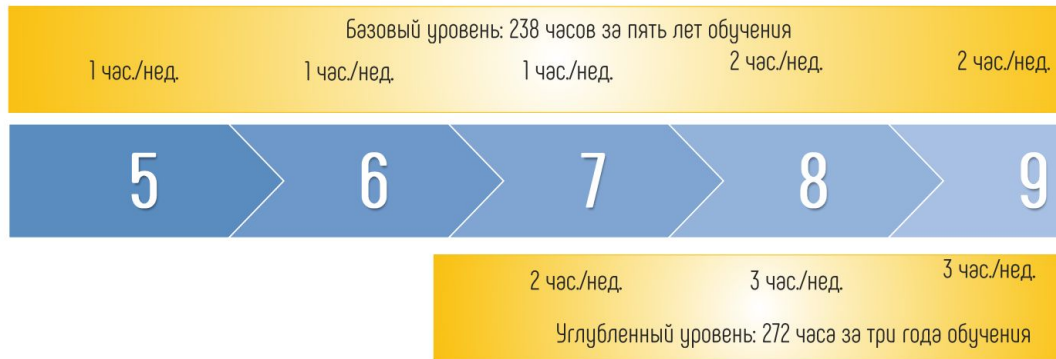 Базовый уровень: 238 часов за пять лет обучения
1 час./нед. 1 час./нед. 1 час./нед. 2 час./нед. 2 час./нед.
5 6 7 8 9
2 час./нед. 3 час./нед. 3 час./нед.
Углубленный уровень: 272 часа за три года обучения